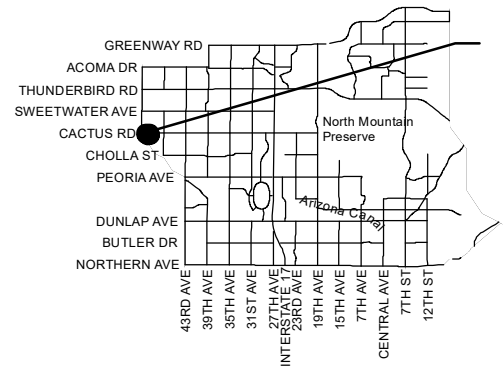 GREENWAY RD
ACOMA DR
THUNDERBIRD RD
SWEETWATER AVE
CACTUS RD
North Mountain
Preserve
CHOLLA ST
PEORIA AVE
Arizona Canal
DUNLAP AVE
BUTLER DR
NORTHERN AVE
43RD AVE
39TH AVE
35TH AVE
31ST AVE
27TH AVE
INTERSTATE 17
23RD AVE
19TH AVE
15TH AVE
7TH AVE
CENTRAL AVE
7TH ST
12TH ST